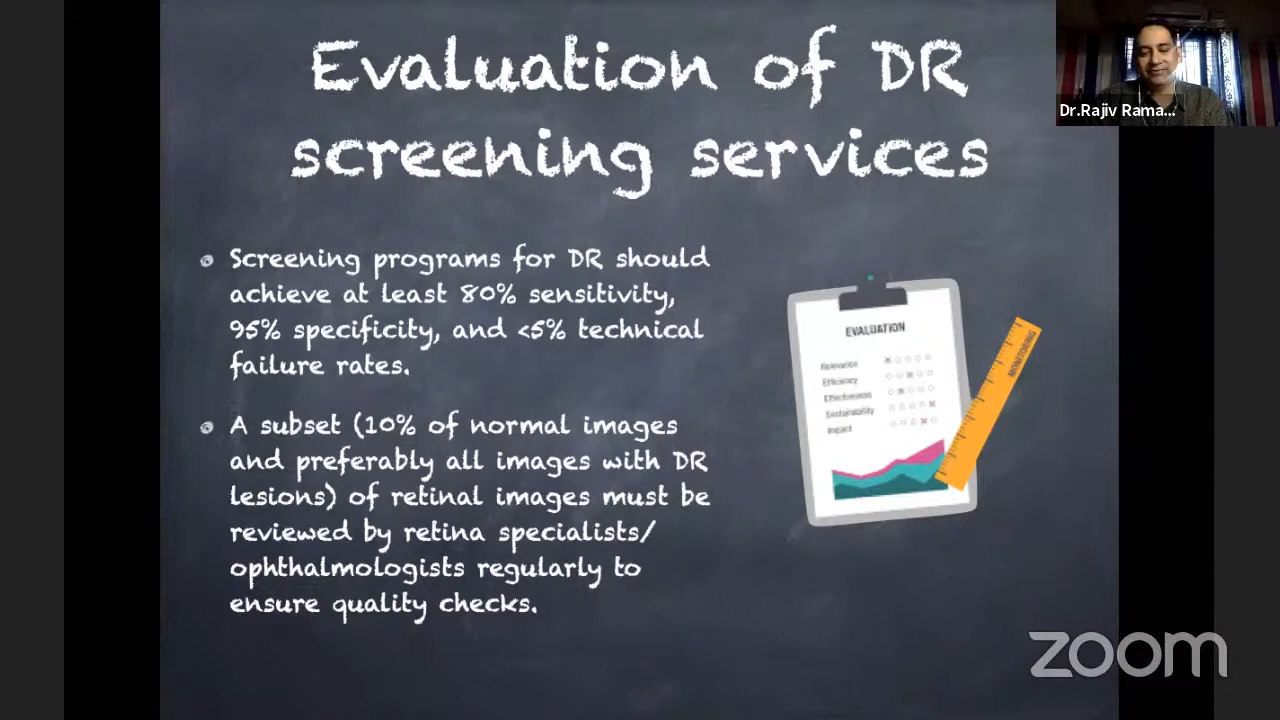 Evaluation of DR
screening services
Dr.Rajiv Rama...
Screening programs for DR should
achieve at least 80% sensitivity,
95% specificity, and <5% technical
failure rates.
A subset (10% of normal images
and preferably all images with DR
lesions) of retinal images must be
reviewed by retina specialists/
ophthalmologists regularly to
ensure quality checks.
EVALUATION
Relevance
Efficiency
Effectiveness
Sustainability
Impact
MONITORING
zoom